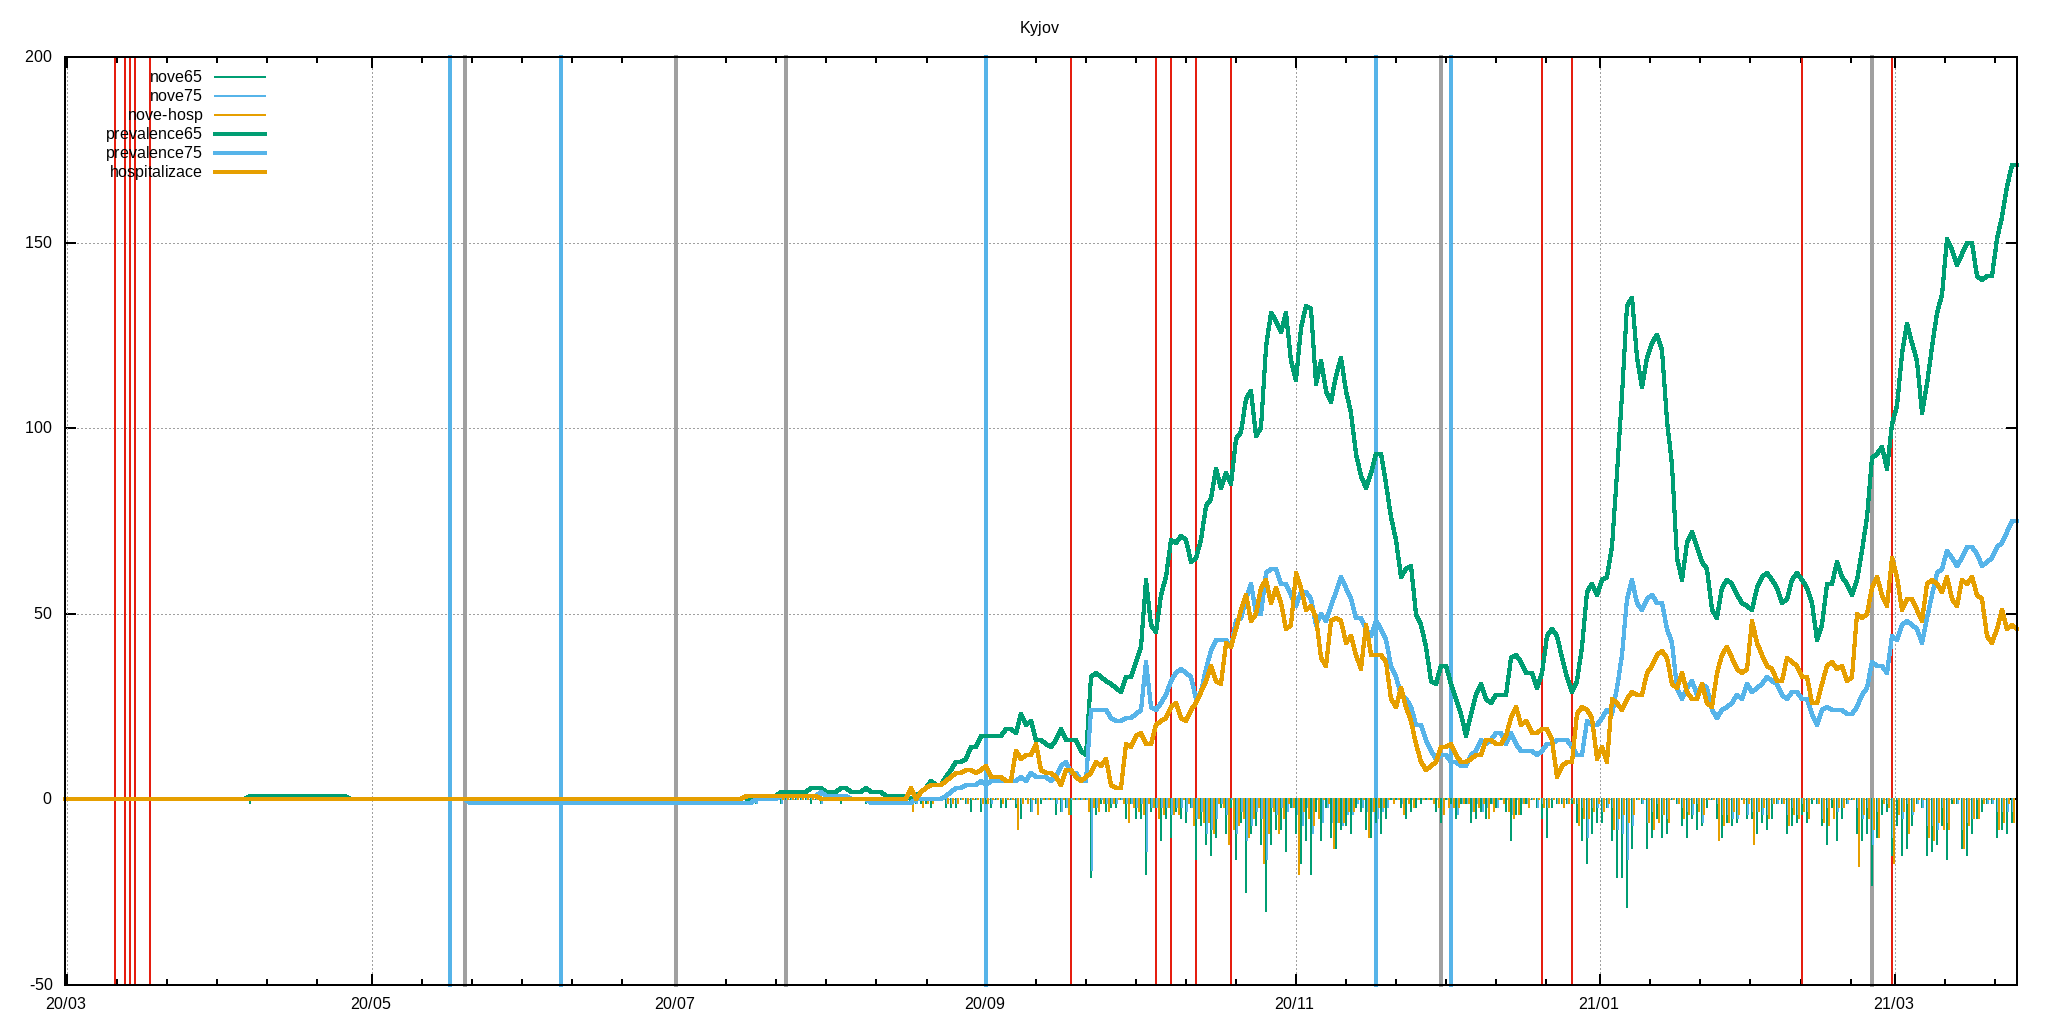 Kyjov
200
nove65
nove75
nove-hosp
prevalence65
prevalence75
hospitalizace
150
100
50
0
-50
20/03 20/05 20/07 20/09 20/11 21/01 21/03